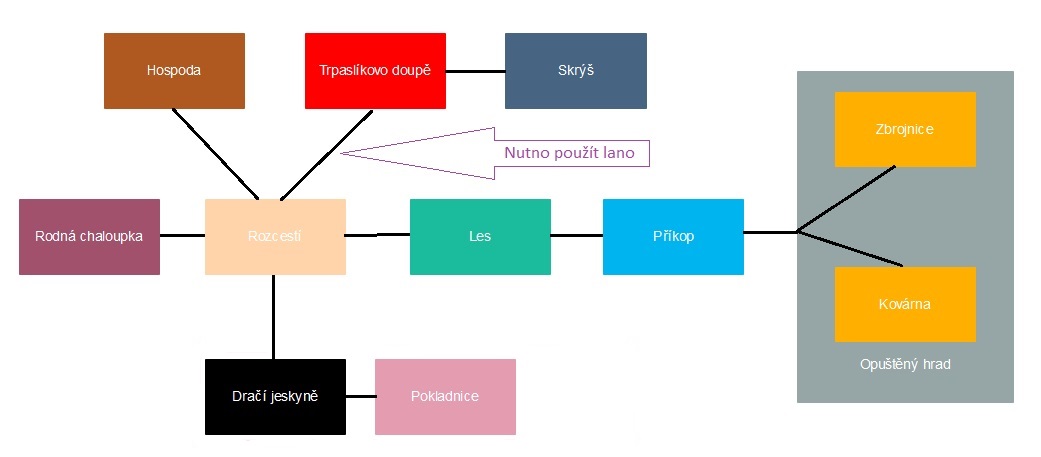 Hospoda
Trpaslíkovo doupě
Skrýš
Zbrojnice
Nutno použít lano
Rodná chaloupka
Rozcestí
Les
Příkop
Kovárna
Opuštěný hrad
Dračí jeskyně
Pokladnice